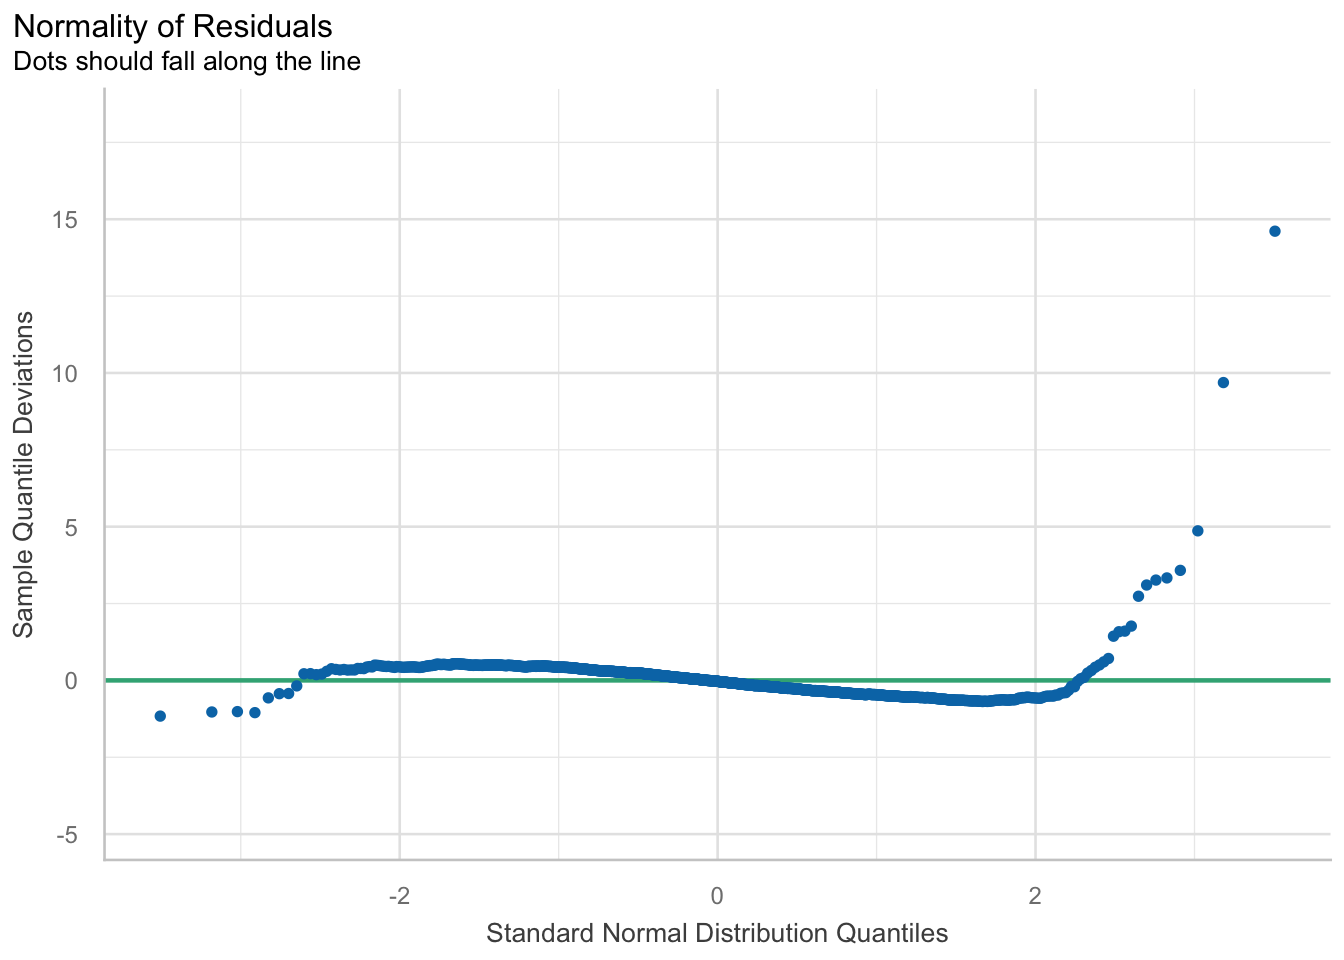 Normality of Residuals
Dots should fall along the line
15
10
5
0
-5
Sample Quantile Deviations
-2
0
2
Standard Normal Distribution Quantiles